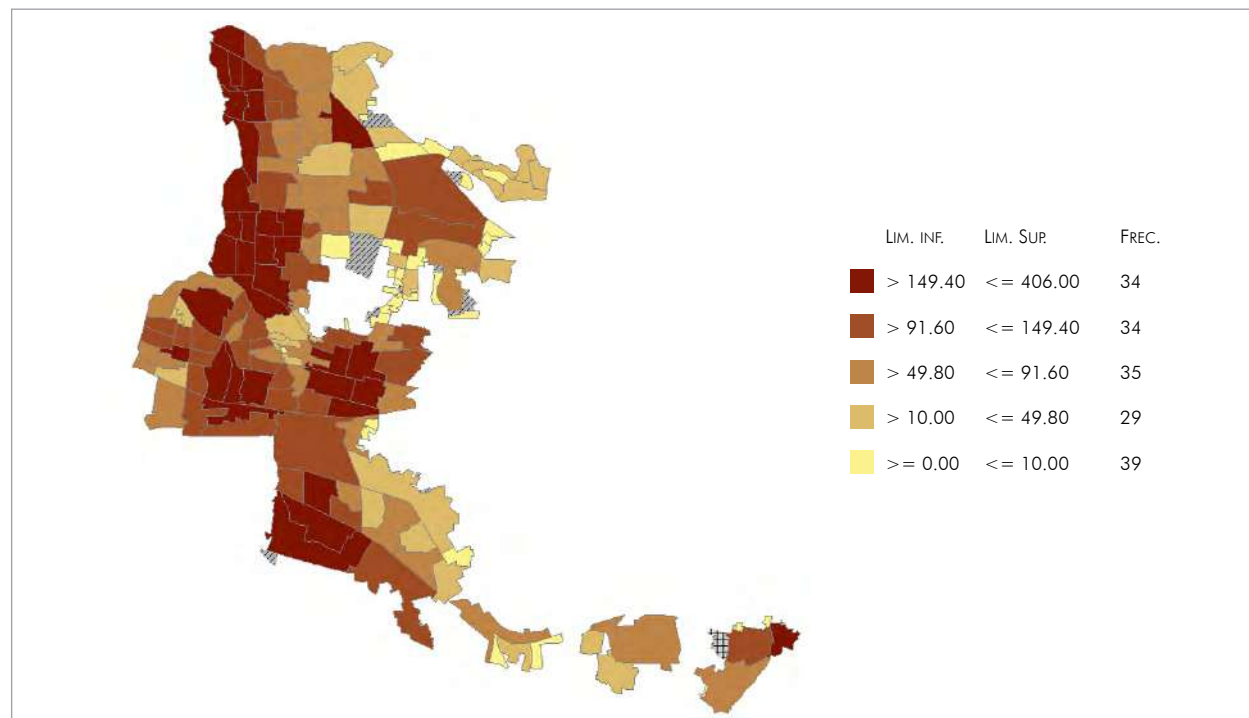 LIM. INF. LIM. SUP. FREC.
> 149.40 <= 406.00 34
> 91.60 <= 149.40 34
> 49.80 <= 91.60 35
> 10.00 <= 49.80 29
>= 0.00 <= 10.00 39